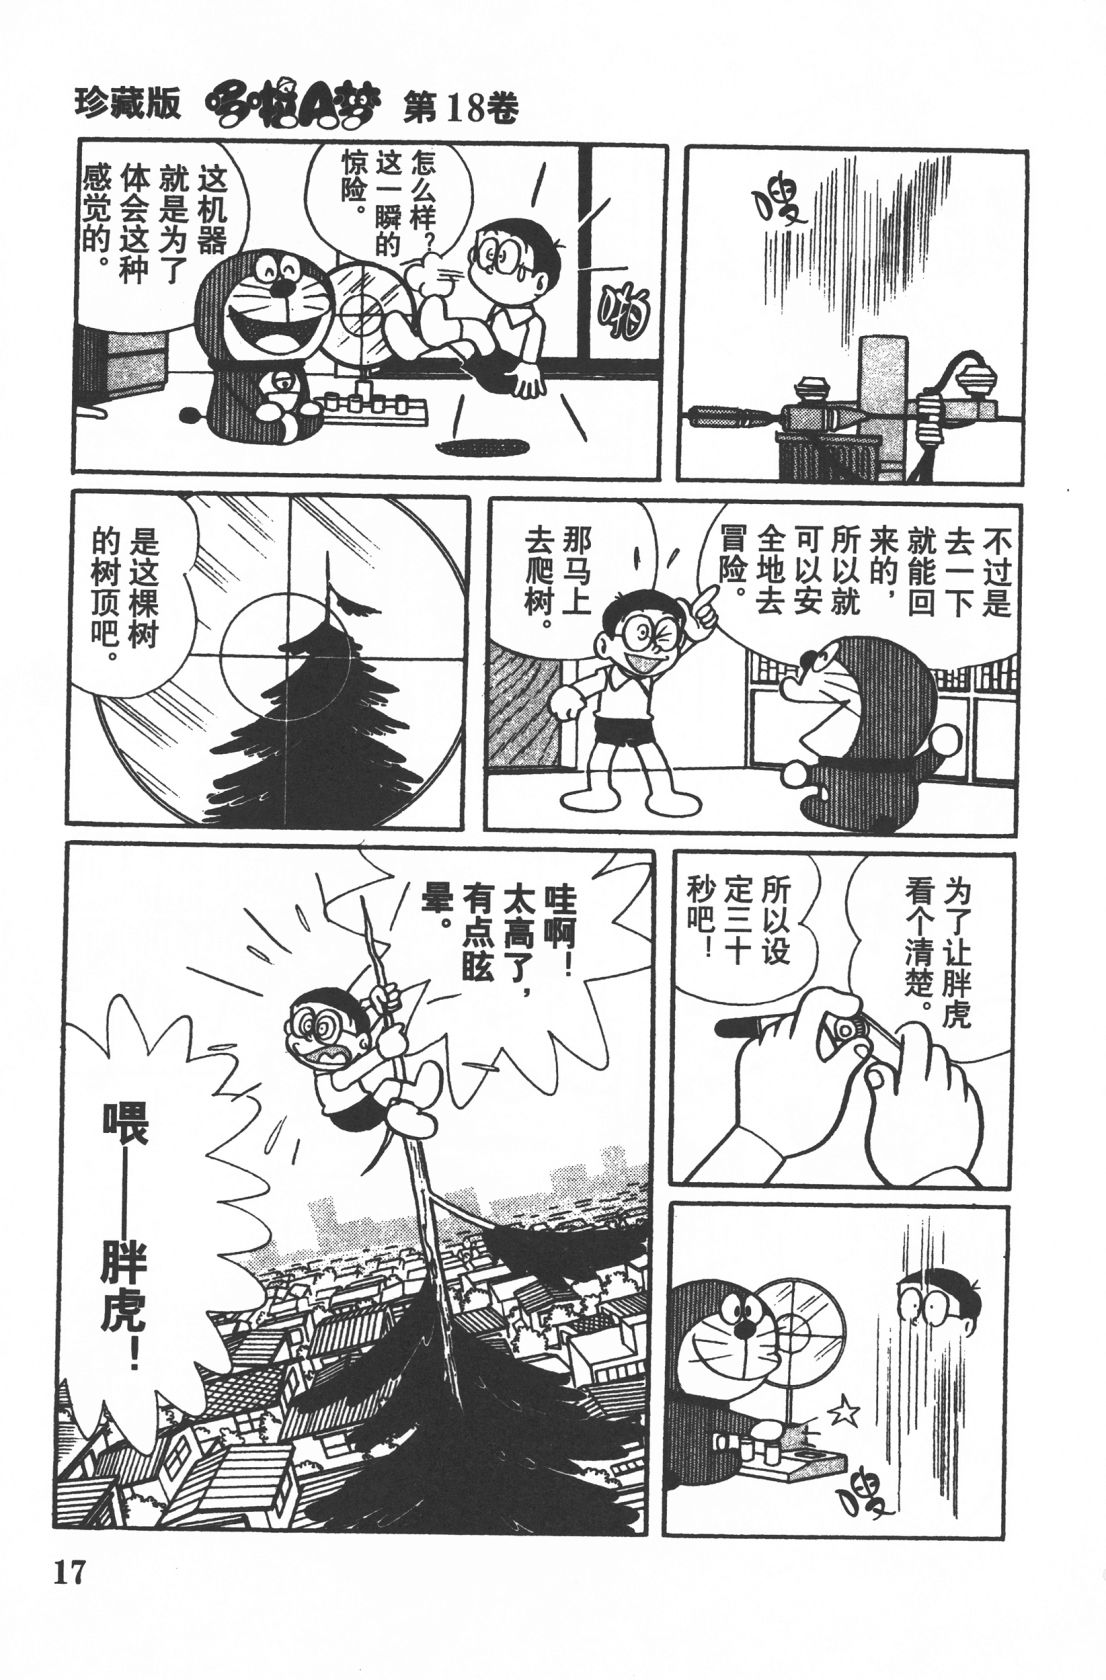 珍藏版 哆啦A梦 第18卷
嗖
啪
怎么样?
这一瞬的
惊险。
这机器
就是为了
体会这种
感觉的。
不过是
去一下
就能回
来的，
所以就
可以安
全地去
冒险。
那马上
去爬树。
是这棵树
的树顶吧。
为了让胖虎
看个清楚。
所以设
定三十
秒吧！
嗖
哇啊！
太高了，
有点眩
晕。
喂——胖虎！
17